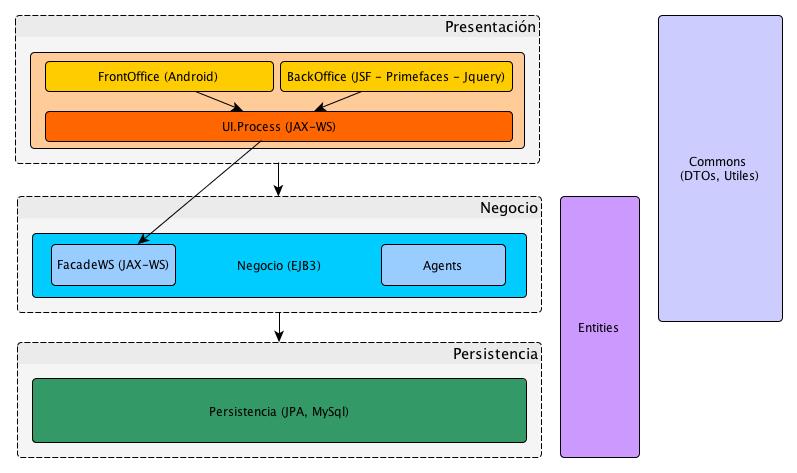 Presentación
FrontOffice (Android)
BackOffice (JSF - Primefaces - Jquery)
UI.Process (JAX-WS)
Negocio
FacadeWS (JAX-WS)
Negocio (EJB3)
Agents
Persistencia
Persistencia (JPA, MySql)
Entities
Commons
(DTOs, Utiles)